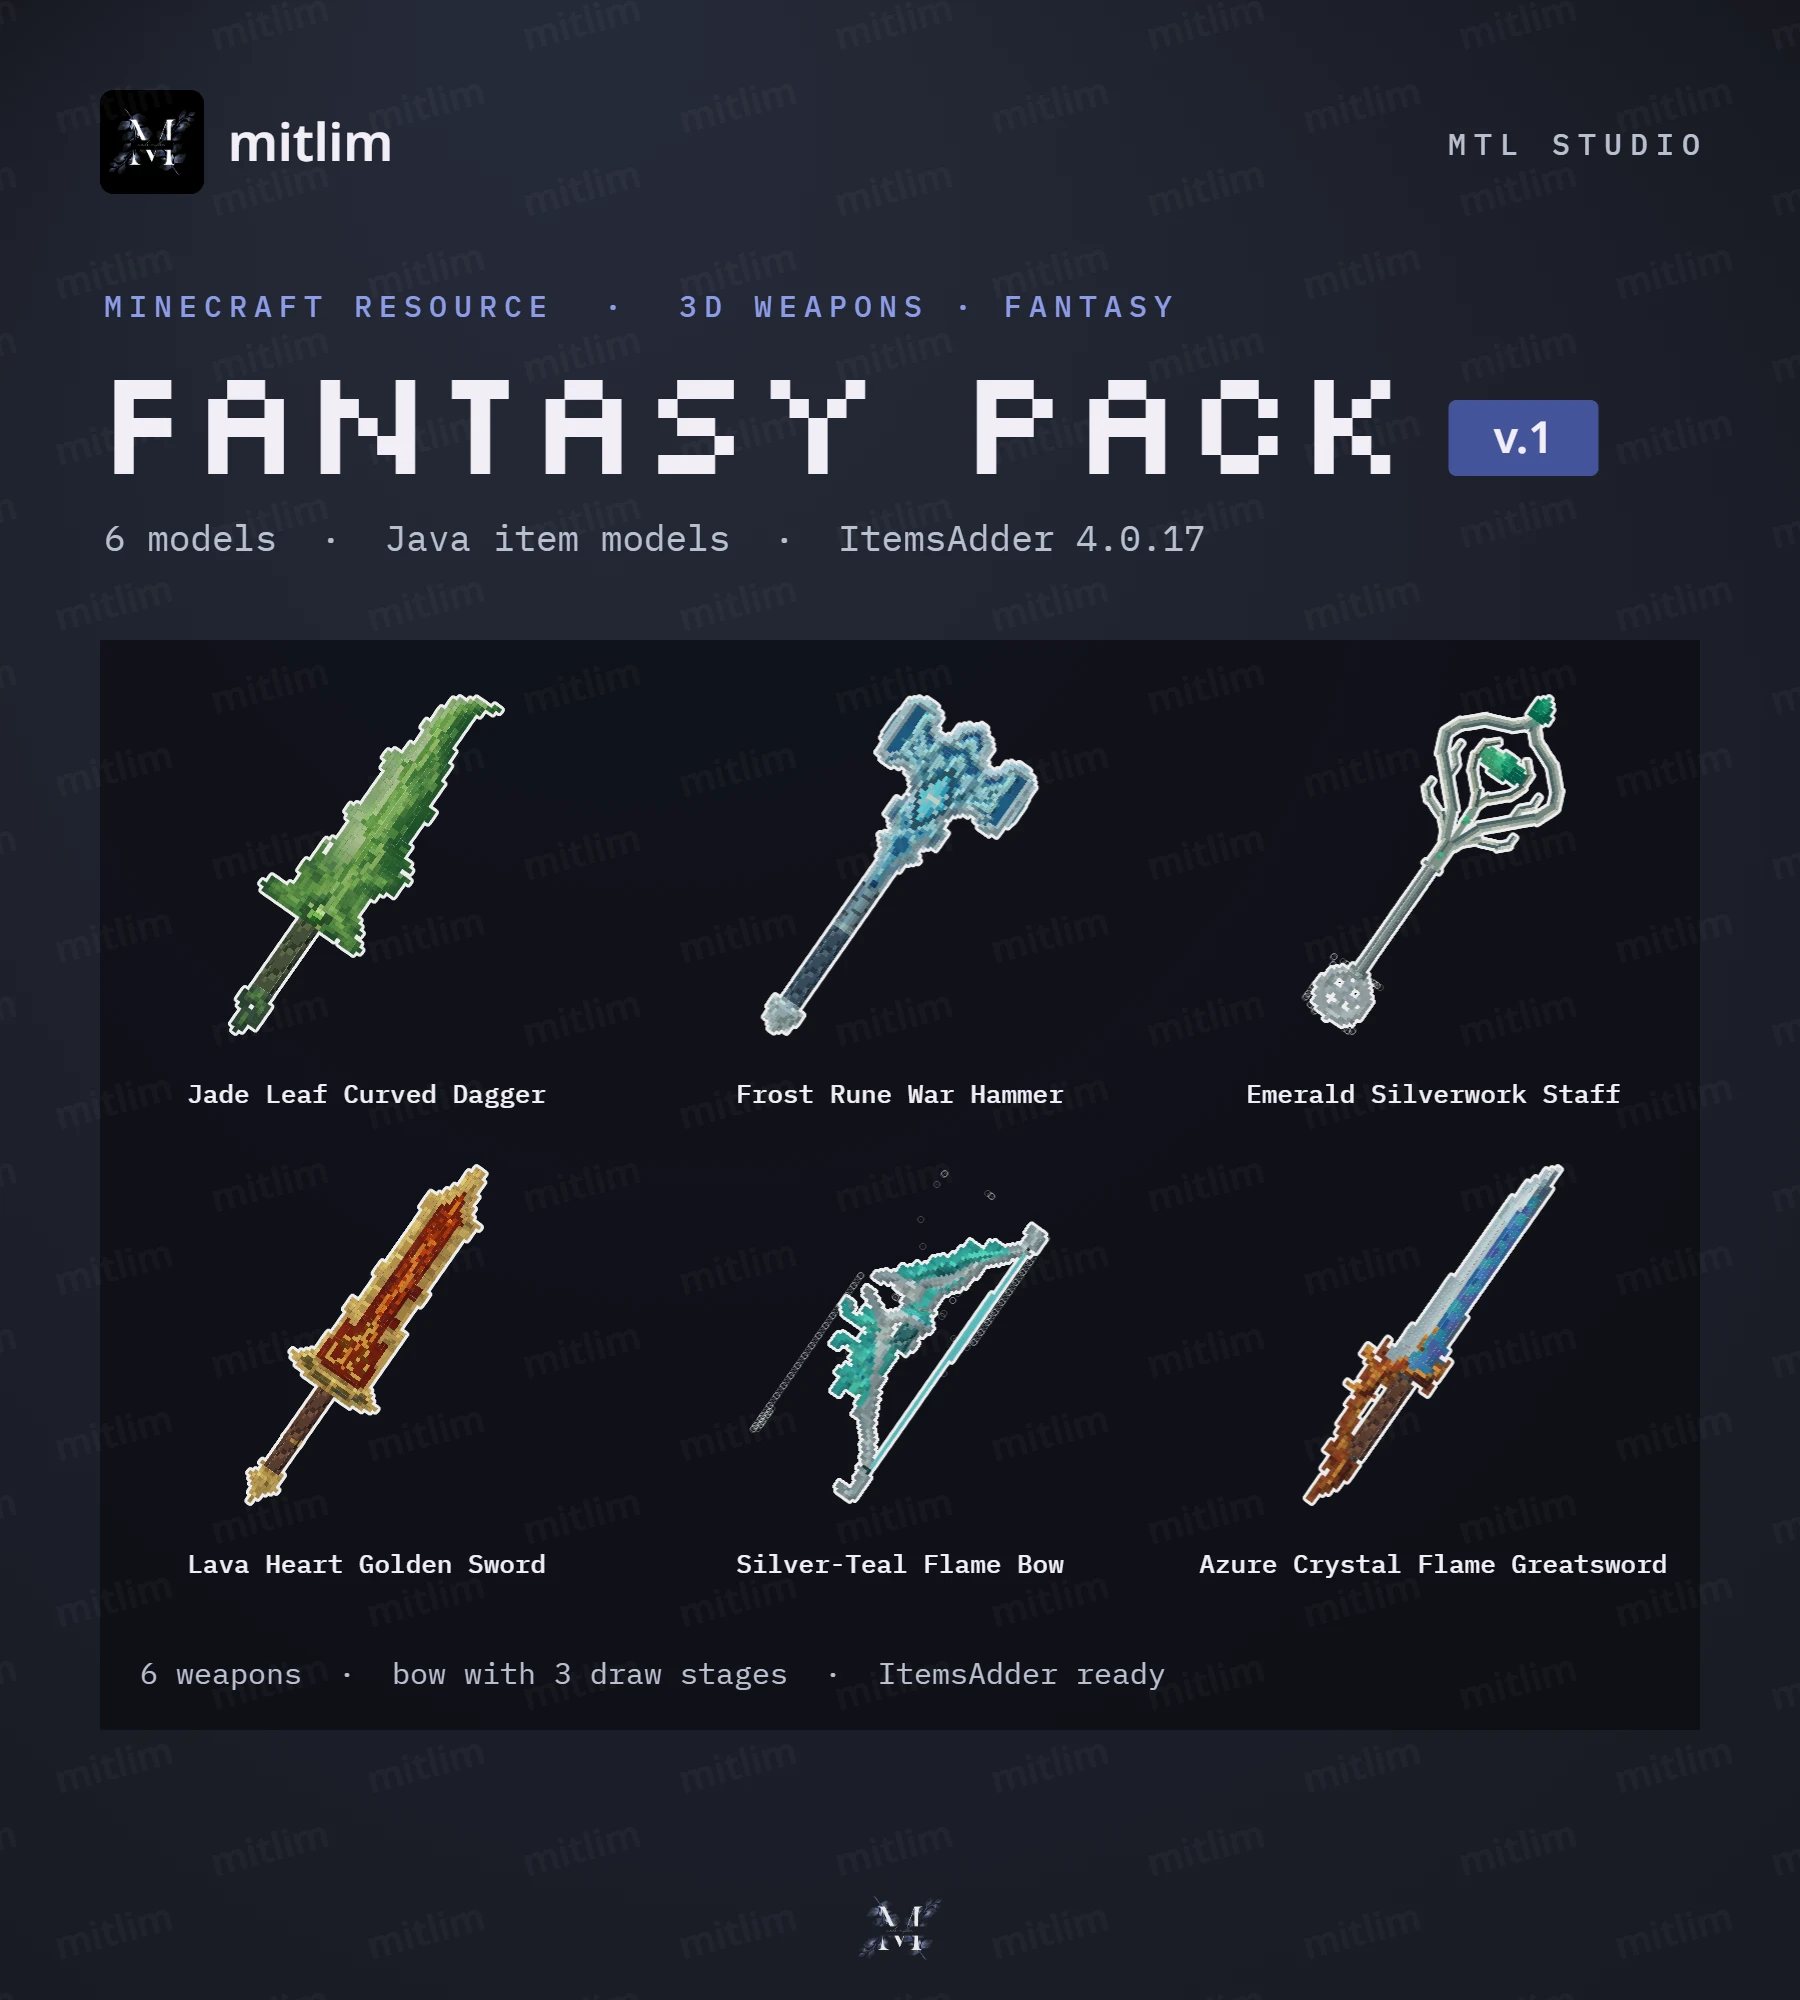 mitlim
MTL STUDIO
MINECRAFT RESOURCE · 3D WEAPONS · FANTASY
FANTASY PACK v.1
6 models · Java item models · ItemsAdder 4.0.17
Jade Leaf Curved Dagger
Frost Rune War Hammer
Emerald Silverwork Staff
Lava Heart Golden Sword
Silver-Teal Flame Bow
Azure Crystal Flame Greatsword
6 weapons · bow with 3 draw stages · ItemsAdder ready